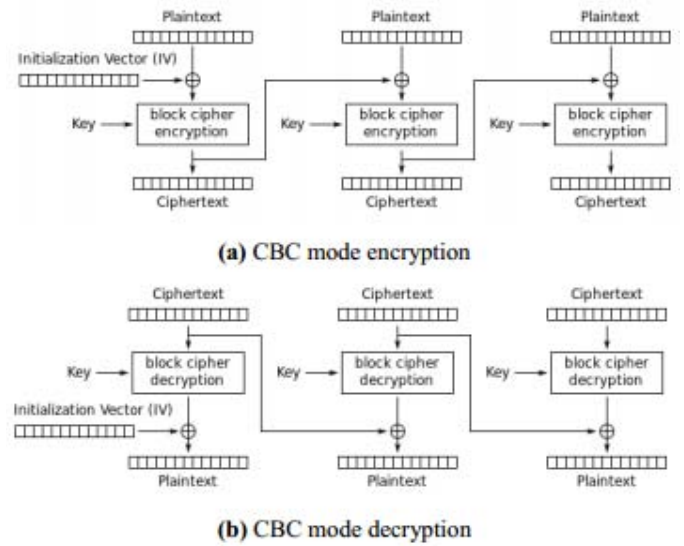 Plaintext Plaintext Plaintext
Initialization Vector (IV)
Key block cipher encryption Key block cipher encryption Key block cipher encryption
Ciphertext Ciphertext Ciphertext
(a) CBC mode encryption
Ciphertext Ciphertext Ciphertext
Key block cipher decryption Key block cipher decryption Key block cipher decryption
Initialization Vector (IV)
Plaintext Plaintext Plaintext
(b) CBC mode decryption